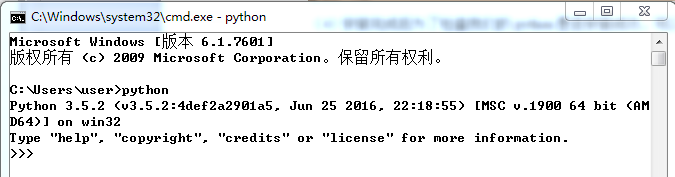 C:\Windows\system32\cmd.exe - python
Microsoft Windows [版本 6.1.7601]
版权所有 (c) 2009 Microsoft Corporation。保留所有权利。
C:\Users\user>python
Python 3.5.2 (v3.5.2:4def2a2901a5, Jun 25 2016, 22:18:55) [MSC v.1900 64 bit (AM
D64)] on win32
Type "help", "copyright", "credits" or "license" for more information.
>>>